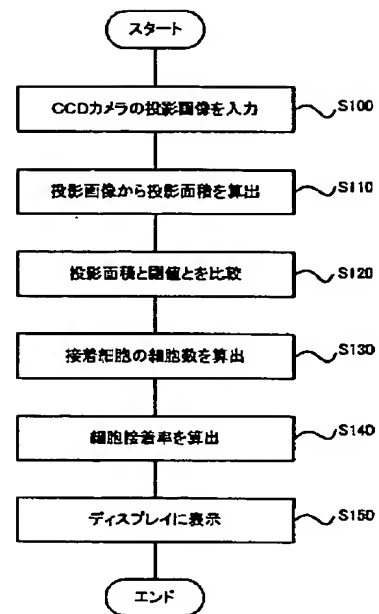 スタート
CCDカメラの投影画像を入力
S100
投影画像から投影面積を算出
S110
投影面積と閾値とを比較
S120
接着細胞の細胞数を算出
S130
細胞接着率を算出
S140
ディスプレイに表示
S150
エンド